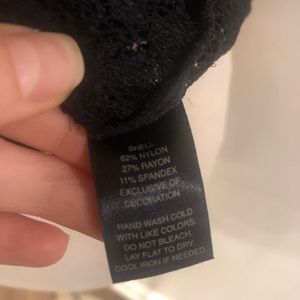 SHELL
62% NYLON
27% RAYON
11% SPANDEX
EXCLUSIVE OF
DECORATION
HAND WASH COLD
WITH LIKE COLORS.
DO NOT BLEACH.
LAY FLAT TO DRY.
COOL IRON IF NEEDED.